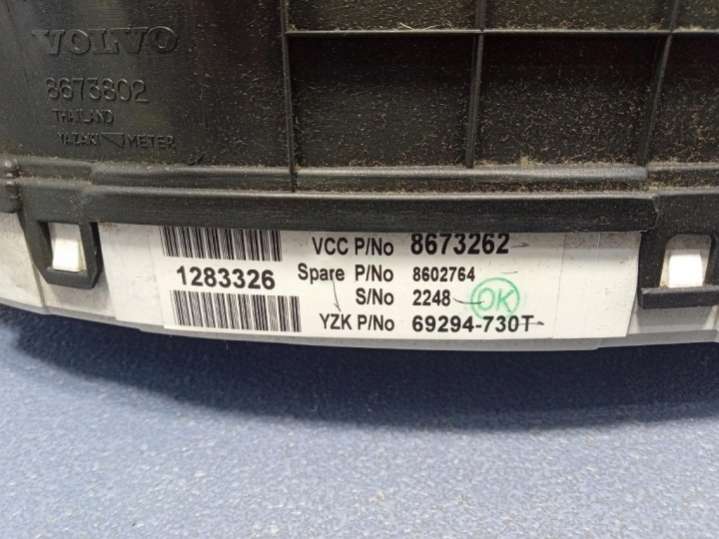 VOLVO
8673802
THAILAND
YAZAKI METER
VCC P/No 8673262
1283326
Spare P/No 8602764
S/No 2248
OK
YZK P/No 69294-730T